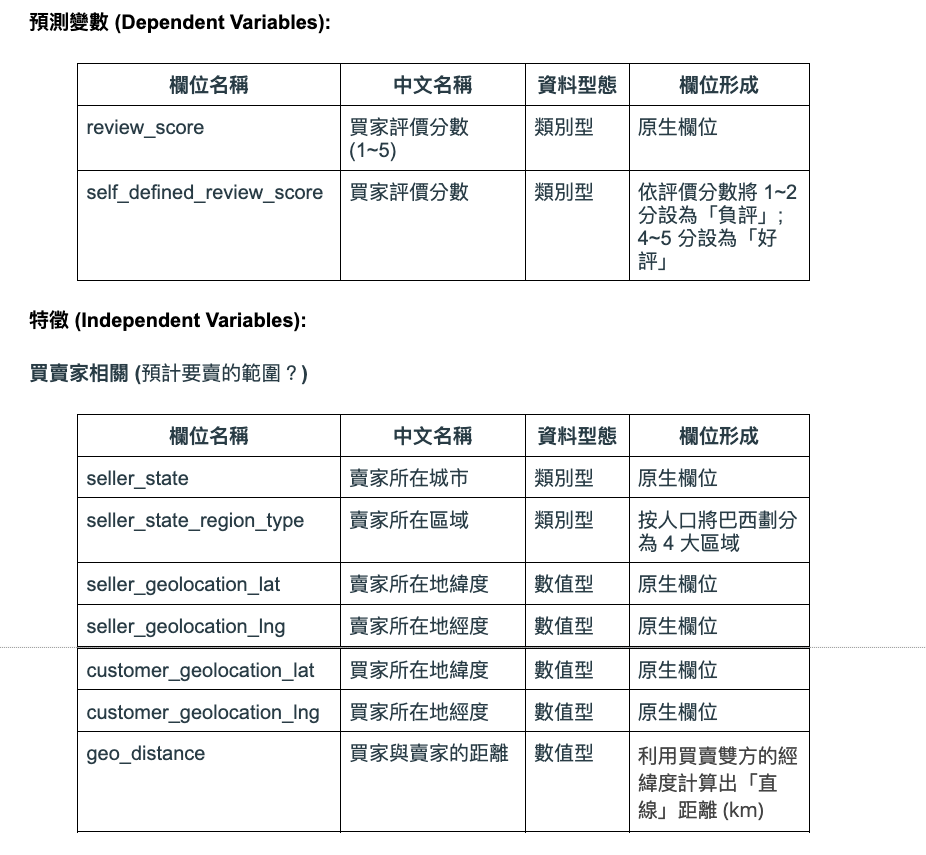 預測變數 (Dependent Variables):
欄位名稱 中文名稱 資料型態 欄位形成
review_score 買家評價分數 類別型 原生欄位
(1~5)
self_defined_review_score 買家評價分數 類別型 依評價分數將 1~2
分設為「負評」;
4~5 分設為「好
評」
特徵 (Independent Variables):
買賣家相關 (預計要賣的範圍？)
欄位名稱 中文名稱 資料型態 欄位形成
seller_state 賣家所在城市 類別型 原生欄位
seller_state_region_type 賣家所在區域 類別型 按人口將巴西劃分
為 4 大區域
seller_geolocation_lat 賣家所在地緯度 數值型 原生欄位
seller_geolocation_lng 賣家所在地經度 數值型 原生欄位
customer_geolocation_lat 買家所在地緯度 數值型 原生欄位
customer_geolocation_lng 買家所在地經度 數值型 原生欄位
geo_distance 買家與賣家的距離 數值型 利用買賣雙方的經
緯度計算出「直
線」距離 (km)